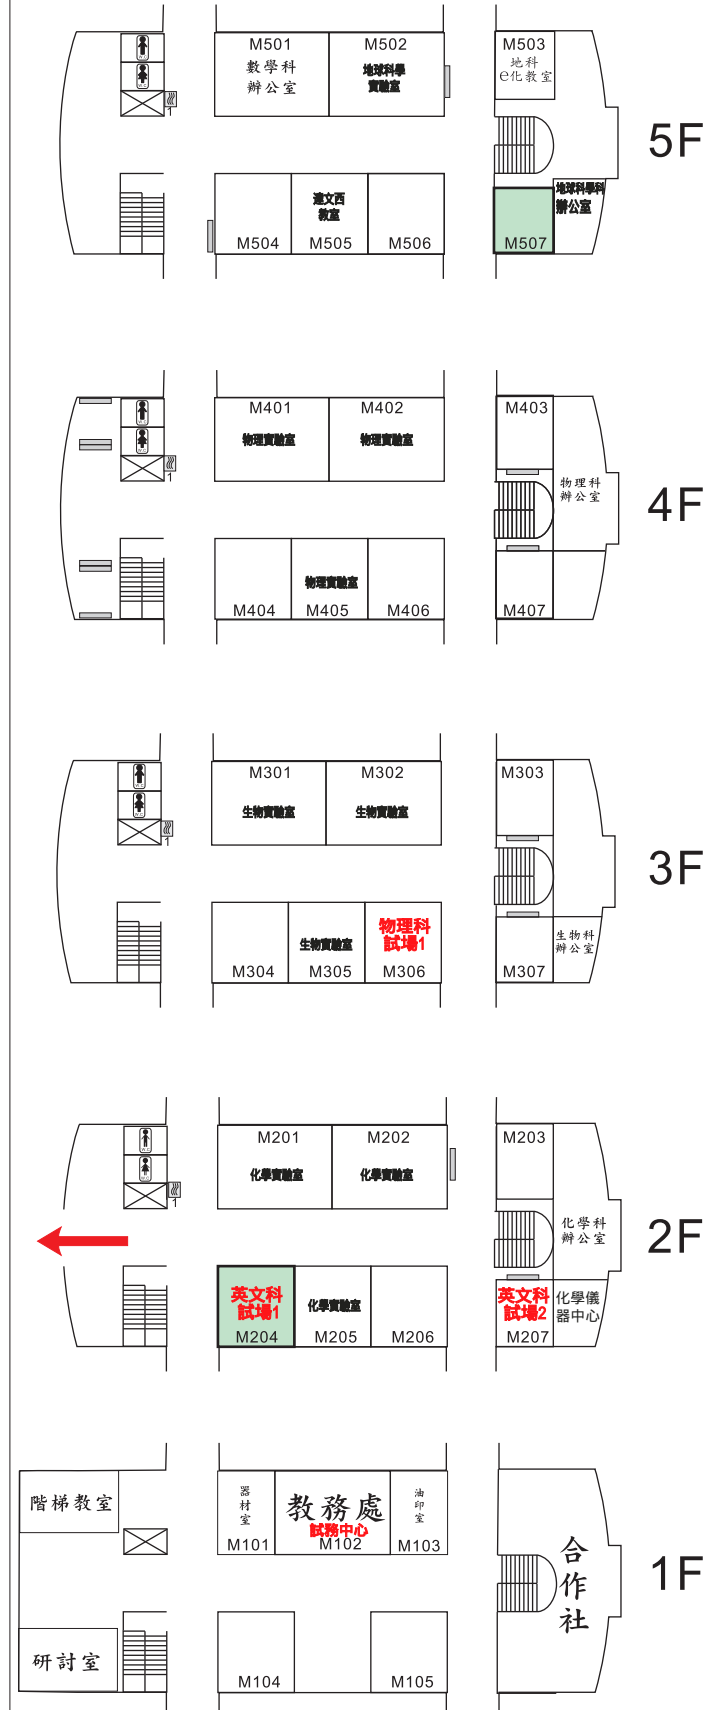 M501
數學科
辦公室
M502
地球科學
實驗室
M503
地科
e化教室
1
5F
M504
達文西
教室
M505
M506
地球科學科
辦公室
M507
M401
物理實驗室
M402
物理實驗室
M403
1
物理科
辦公室
4F
M404
物理實驗室
M405
M406
M407
M301
生物實驗室
M302
生物實驗室
M303
1
3F
M304
生物實驗室
M305
物理科
試場1
M306
M307
生物科
辦公室
M201
化學實驗室
M202
化學實驗室
M203
1
化學科
辦公室
2F
英文科
試場1
M204
化學實驗室
M205
M206
英文科
試場2
M207
化學儀
器中心
階梯教室
器
材
室
M101
教務處
試務中心
M102
油
印
室
M103
合
作
社
1F
研討室
M104
M105